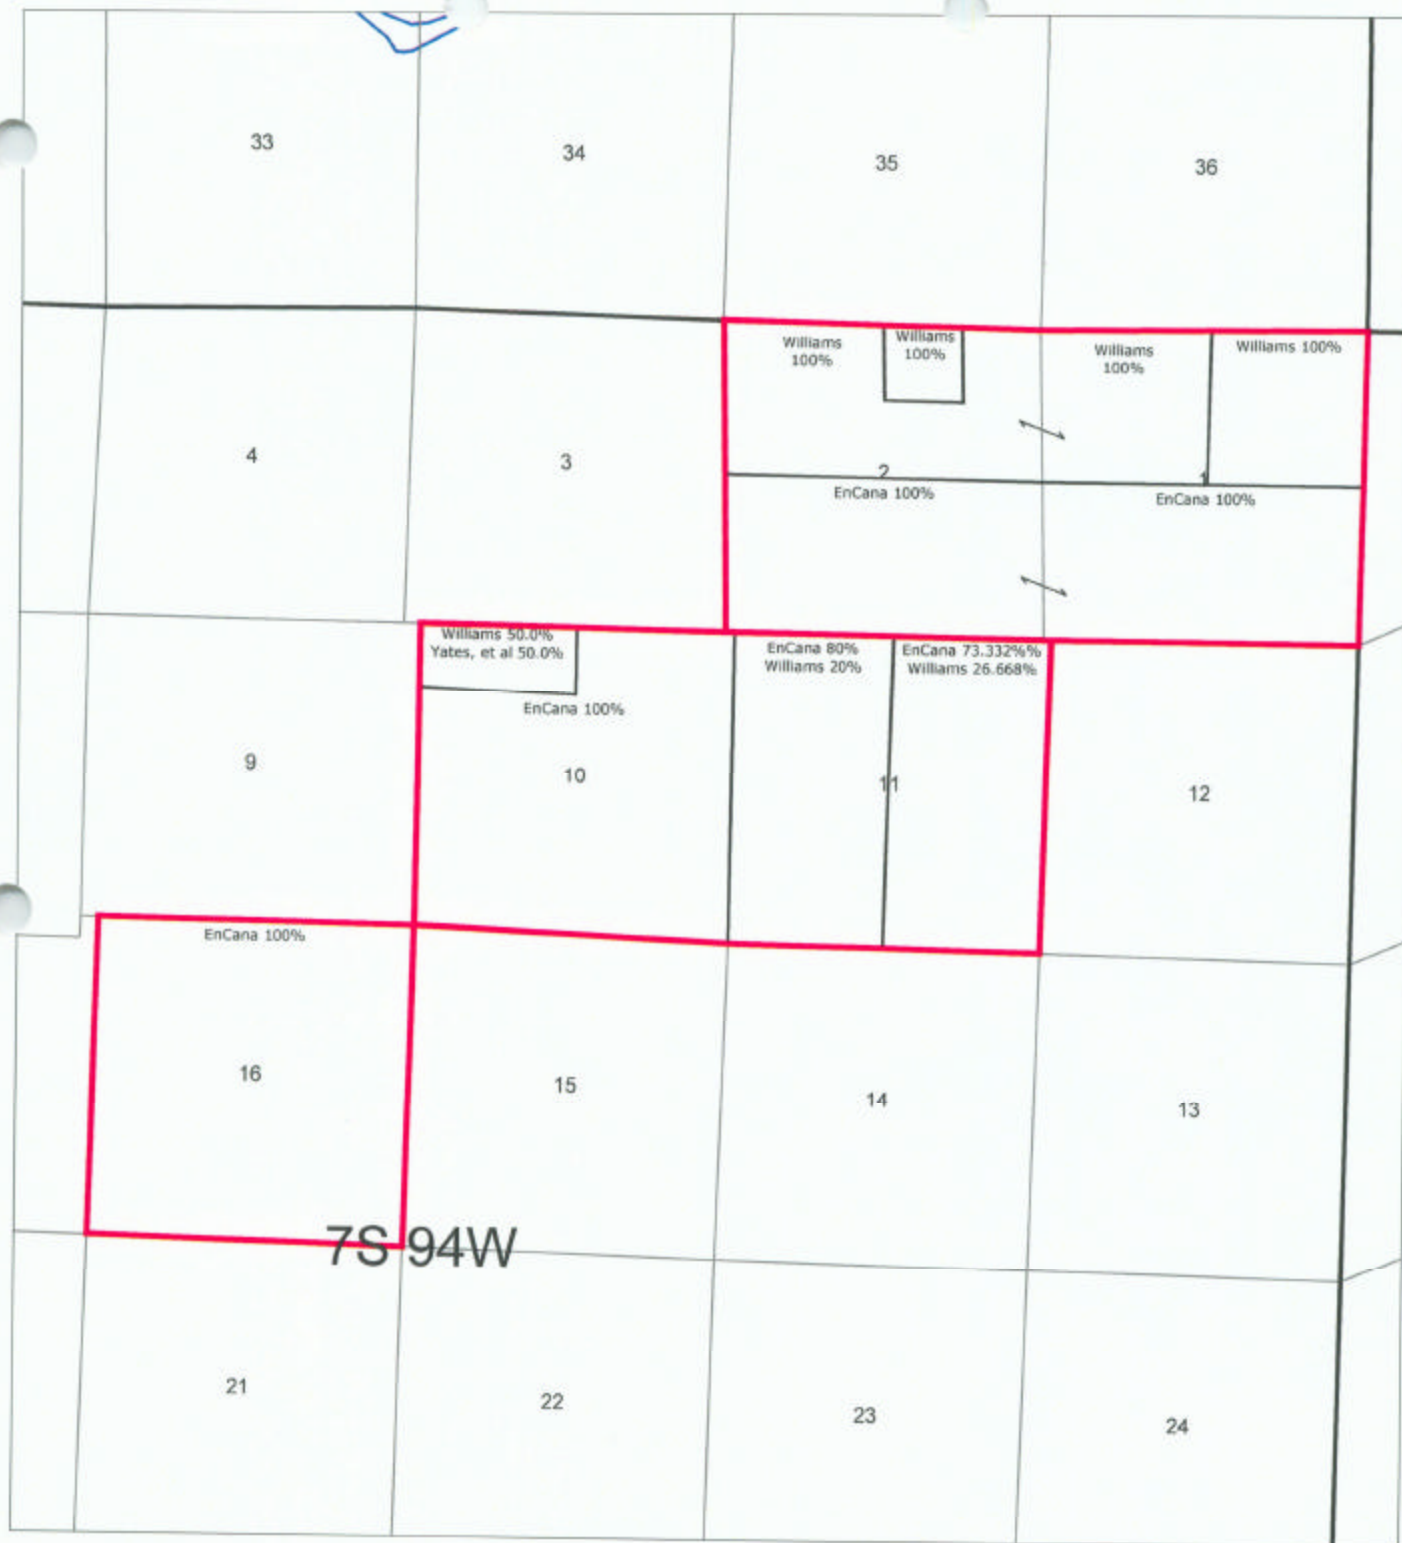 33
34
35
36
Williams
100%
Williams
100%
Williams
100%
Williams 100%
4
3
2
1
EnCana 100%
EnCana 100%
Williams 50.0%
Yates, et al 50.0%
EnCana 100%
EnCana 80%
Williams 20%
EnCana 73.332%%
Williams 26.668%
9
10
11
12
EnCana 100%
16
15
14
13
7S 94W
21
22
23
24